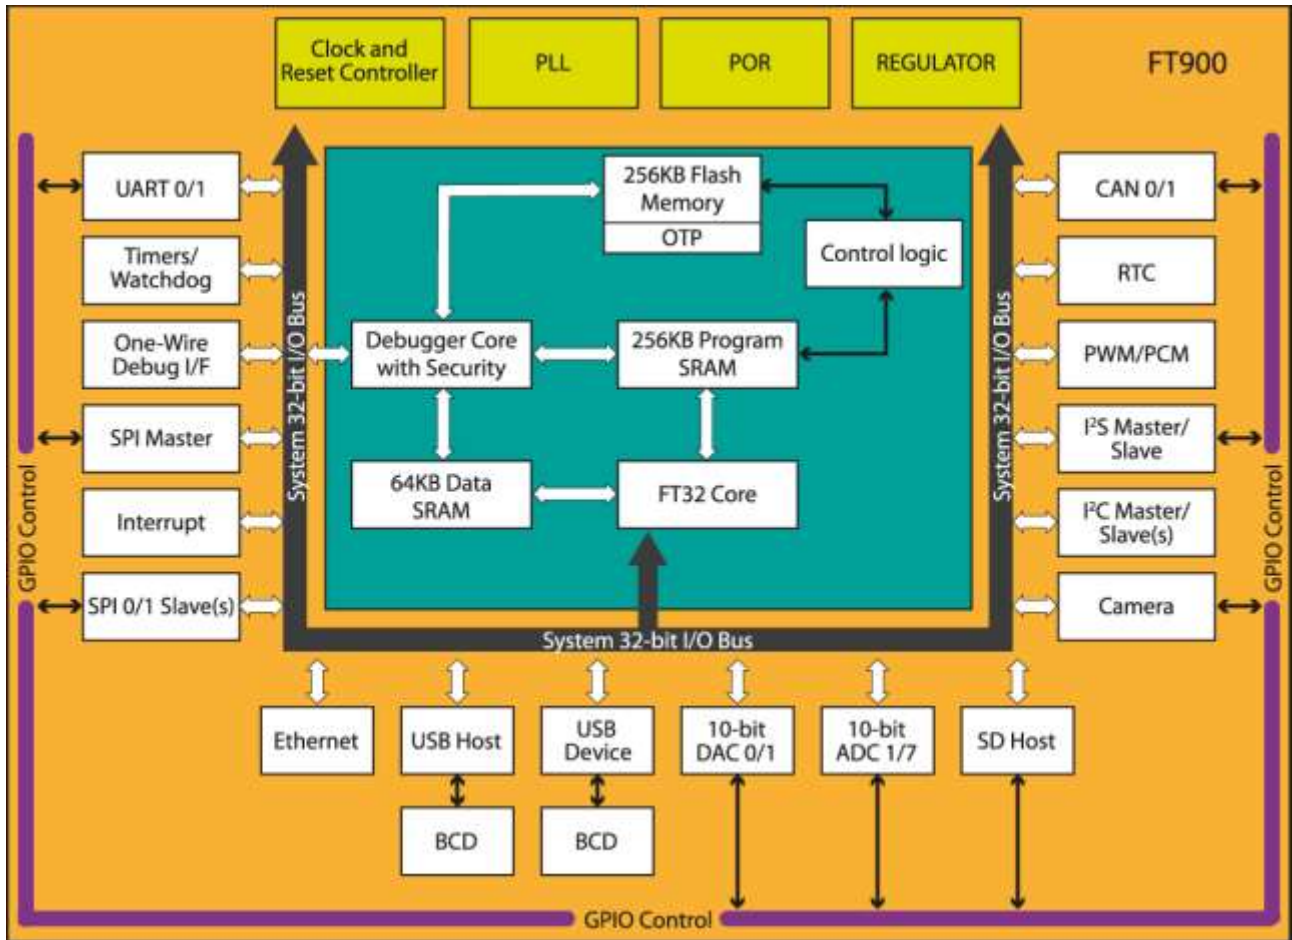 Clock and
Reset Controller
PLL
POR
REGULATOR
FT900
UART 0/1
Timers/
Watchdog
One-Wire
Debug I/F
SPI Master
Interrupt
SPI 0/1 Slave(s)
GPIO Control
System 32-bit I/O Bus
256KB Flash
Memory
OTP
Control logic
Debugger Core
with Security
256KB Program
SRAM
64KB Data
SRAM
FT32 Core
System 32-bit I/O Bus
System 32-bit I/O Bus
CAN 0/1
RTC
PWM/PCM
I²S Master/
Slave
I²C Master/
Slave(s)
Camera
GPIO Control
Ethernet
USB Host
USB
Device
10-bit
DAC 0/1
10-bit
ADC 1/7
SD Host
BCD
BCD
GPIO Control